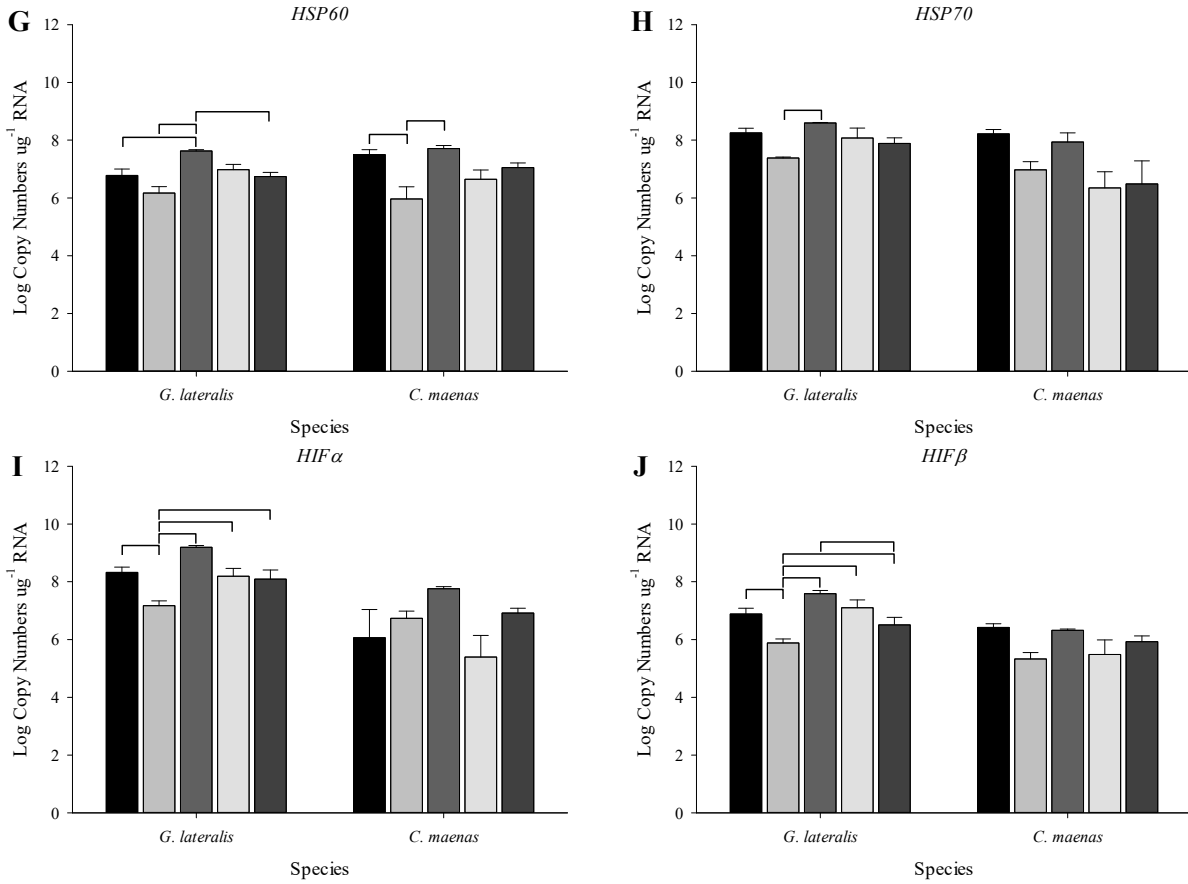 G
HSP60
12
10
8
6
4
2
0
Log Copy Numbers ug⁻¹ RNA
G. lateralis
C. maenas
Species
H
HSP70
12
10
8
6
4
2
0
Log Copy Numbers ug⁻¹ RNA
G. lateralis
C. maenas
Species
I
HIFα
12
10
8
6
4
2
0
Log Copy Numbers ug⁻¹ RNA
G. lateralis
C. maenas
Species
J
HIFβ
12
10
8
6
4
2
0
Log Copy Numbers ug⁻¹ RNA
G. lateralis
C. maenas
Species